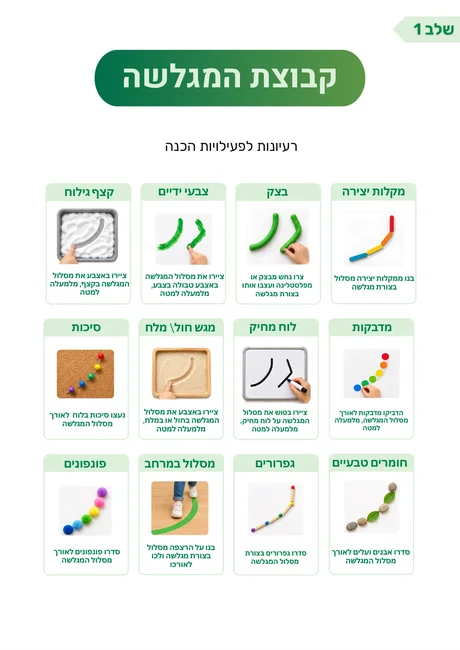 שלב 1
קבוצת המגלשה
רעיונות לפעילויות הכנה
מקלות יצירה
בנו ממקלות יצירה מסלול
בצורת מגלשה
בצק
צרו נחש מבצק או
מפלסטלינה ועצבו אותו
בצורת מגלשה
צבעי ידיים
ציירו את מסלול המגלשה
באצבע טבולה בצבע,
מלמעלה למטה
קצף גילוח
ציירו באצבע את מסלול
המגלשה בקצף, מלמעלה
למטה
מדבקות
הדביקו מדבקות לאורך
מסלול המגלשה, מלמעלה
למטה
לוח מחיק
ציירו בטוש את מסלול
המגלשה על לוח מחיק,
מלמעלה למטה
מגש חול\ מלח
ציירו באצבע את מסלול
המגלשה בחול או במלח,
מלמעלה למטה
סיכות
נעצו סיכות בלוח לאורך
מסלול המגלשה
חומרים טבעיים
סדרו אבנים ועלים לאורך
מסלול המגלשה
גפרורים
סדרו גפרורים בצורת
מסלול המגלשה
מסלול במרחב
בנו על הרצפה מסלול
בצורת מגלשה ולכו
לאורכו
פונפונים
סדרו פונפונים לאורך
מסלול המגלשה